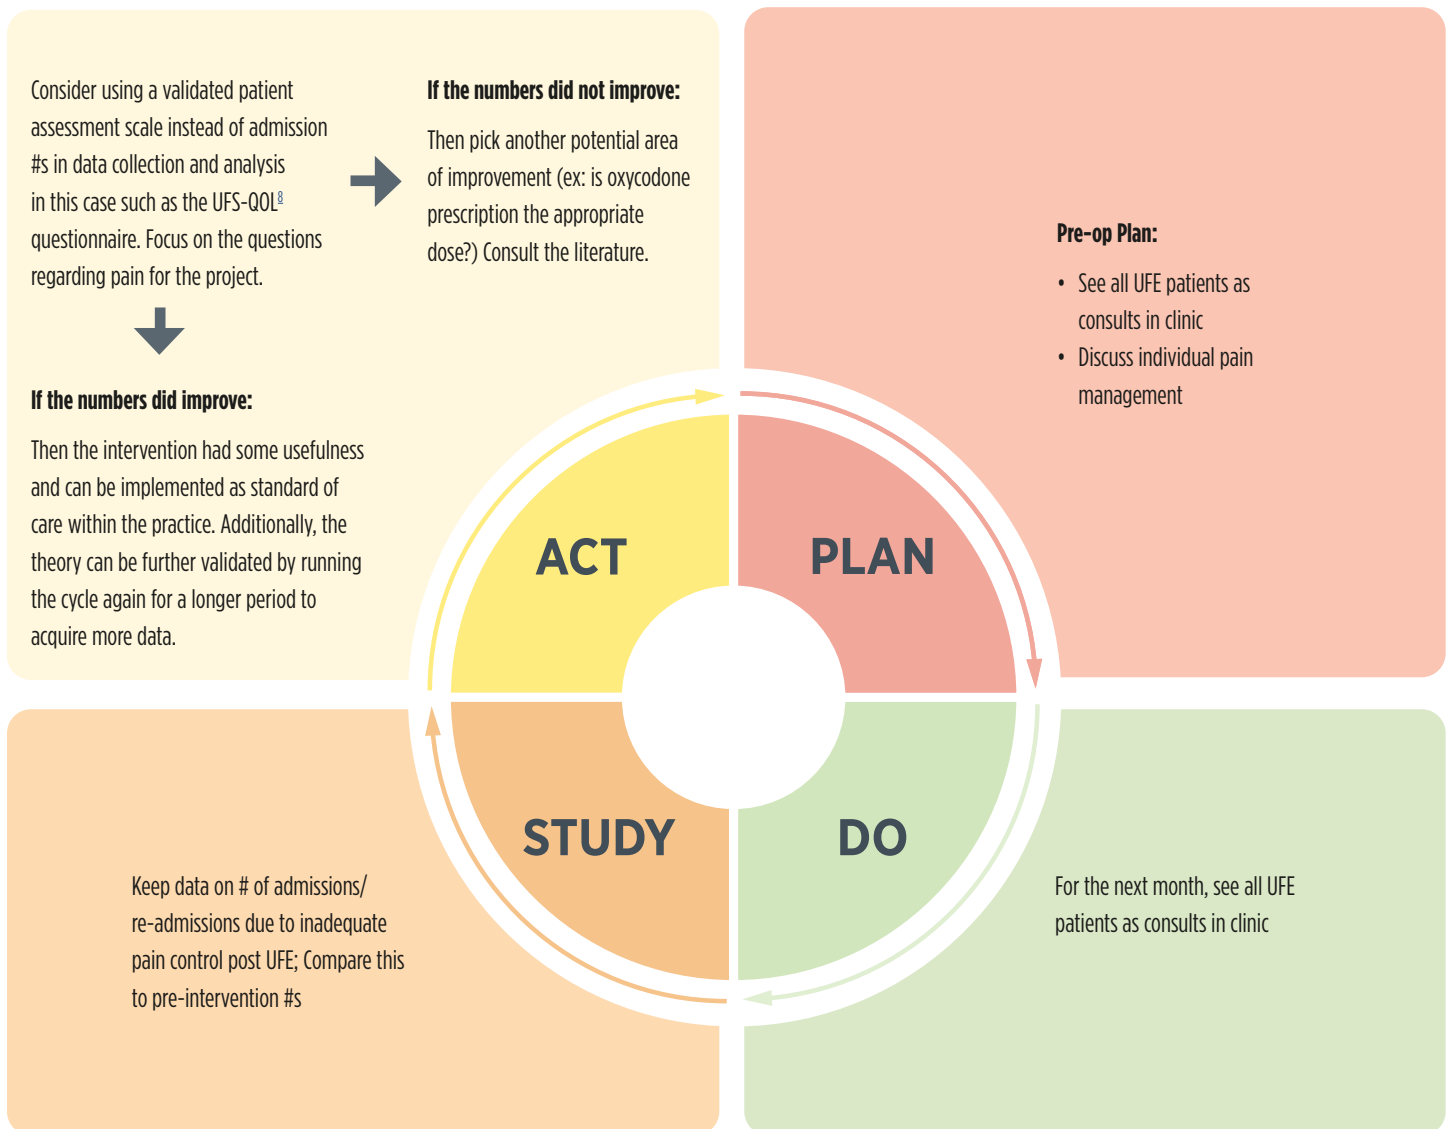 Consider using a validated patient
assessment scale instead of admission
#s in data collection and analysis
in this case such as the UFS-QOL8
questionnaire. Focus on the questions
regarding pain for the project.
If the numbers did not improve:
Then pick another potential area
of improvement (ex: is oxycodone
prescription the appropriate
dose?) Consult the literature.
If the numbers did improve:
Then the intervention had some usefulness
and can be implemented as standard of
care within the practice. Additionally, the
theory can be further validated by running
the cycle again for a longer period to
acquire more data.
Pre-op Plan:
• See all UFE patients as
consults in clinic
• Discuss individual pain
management
ACT
PLAN
STUDY
DO
Keep data on # of admissions/
re-admissions due to inadequate
pain control post UFE; Compare this
to pre-intervention #s
For the next month, see all UFE
patients as consults in clinic